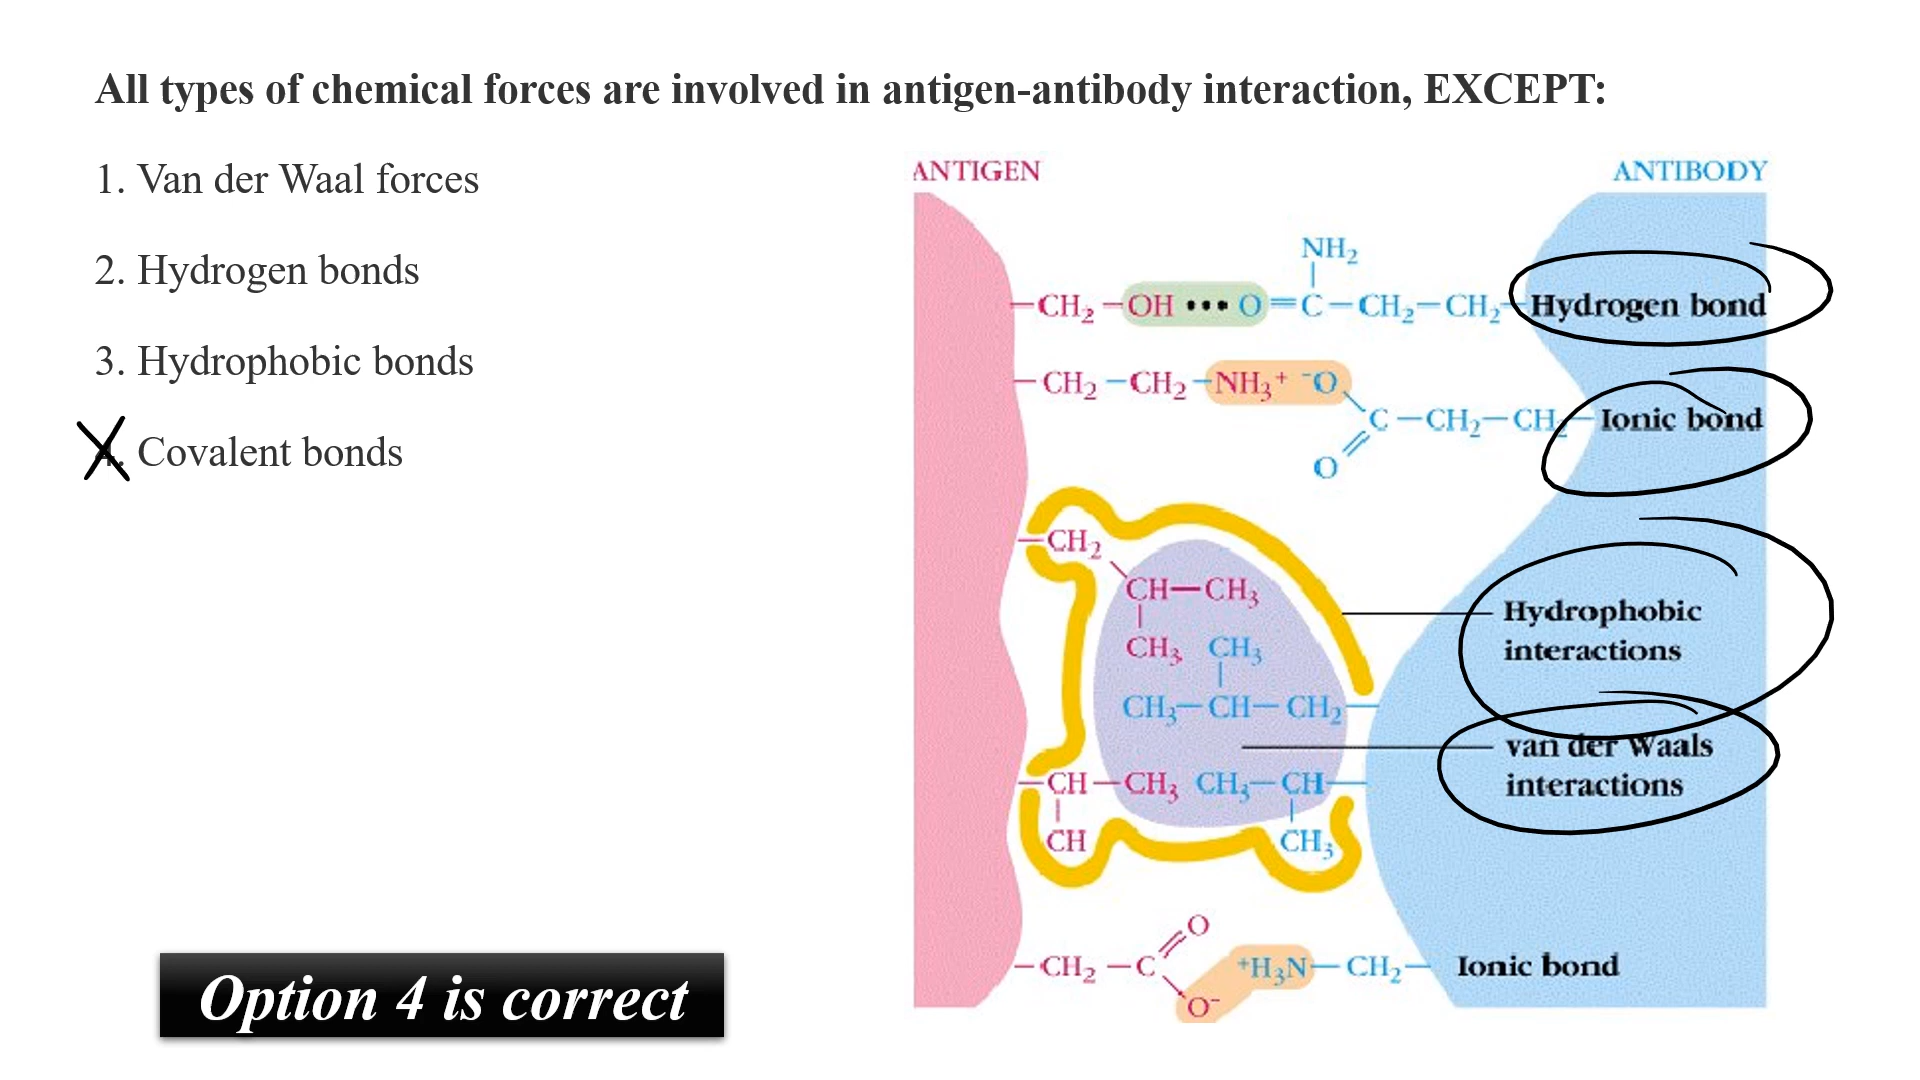 All types of chemical forces are involved in antigen-antibody interaction, EXCEPT:
1. Van der Waal forces
2. Hydrogen bonds
3. Hydrophobic bonds
4. Covalent bonds
Option 4 is correct
ANTIGEN ANTIBODY
NH₂
—CH₂—OH ••• O=C—CH₂—CH₂— Hydrogen bond
—CH₂—CH₂—NH₃⁺ ⁻O
C—CH₂—CH₂— Ionic bond
O
—CH₂
CH—CH₃
Hydrophobic
interactions
CH₃ CH₃
CH₃—CH—CH₂—
van der Waals
interactions
—CH—CH₃ CH₃—CH—
CH CH₃
O
—CH₂—C ⁺H₃N—CH₂— Ionic bond
O⁻